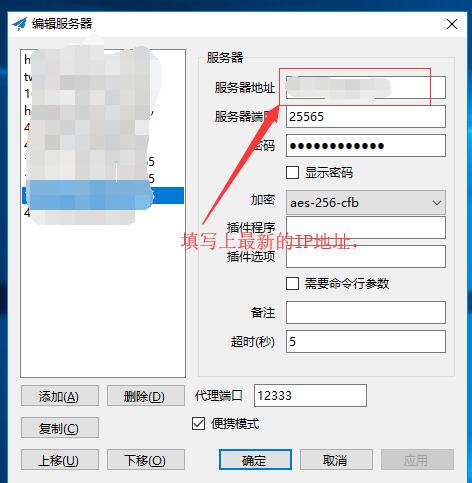 编辑服务器
h
tw
10
h
4
4
5
5
4
服务器
服务器地址
服务器端
25565
密码
●●●●●●●●●●●●
显示密码
加密
aes-256-cfb
插件程序
填写上最新的IP地址，
插件选项
需要命令行参数
备注
超时(秒)
5
添加(A)
删除(D)
代理端口
12333
复制(C)
便携模式
上移(U)
下移(O)
确定
取消
应用